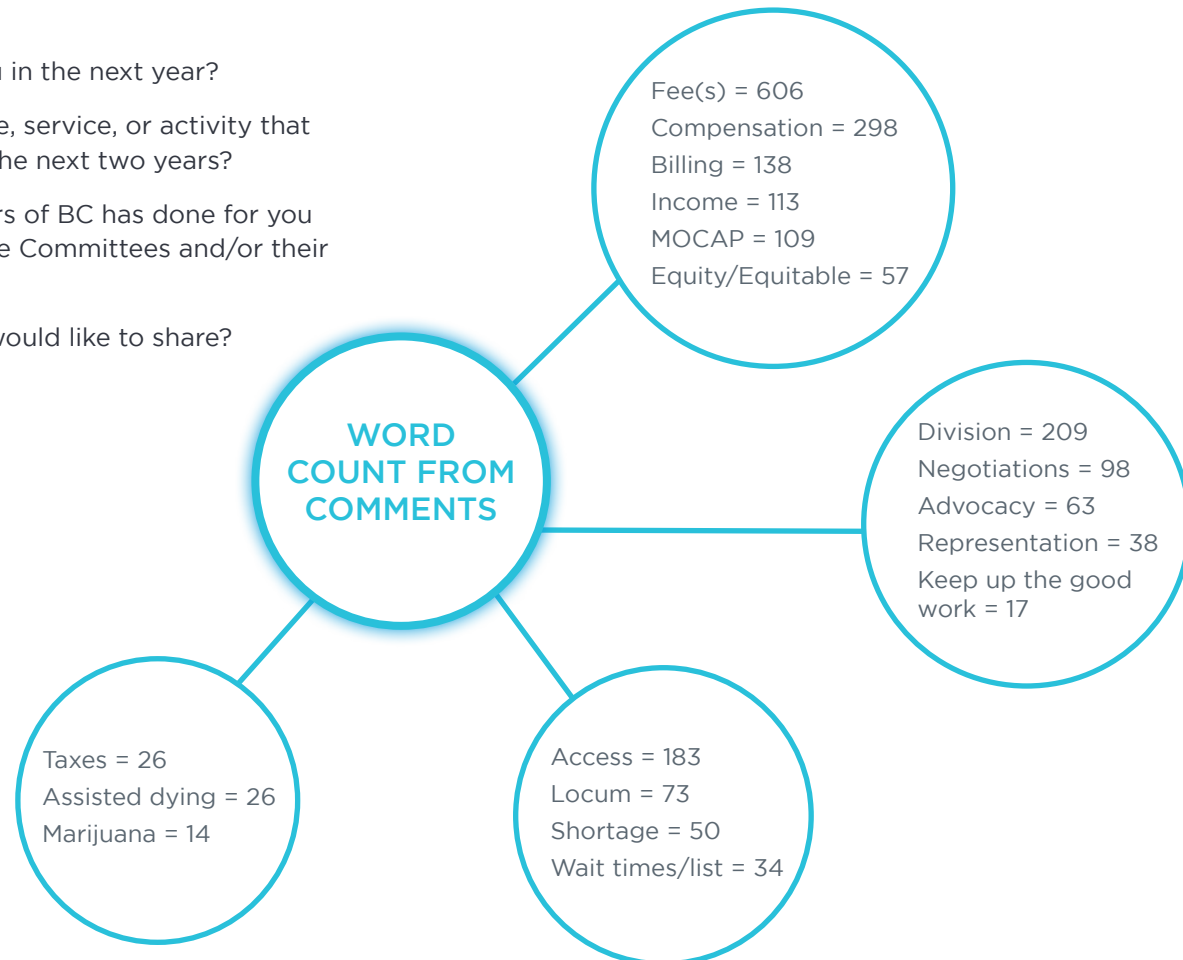 in the next year?
e, service, or activity that
he next two years?
rs of BC has done for you
e Committees and/or their
would like to share?
Fee(s) = 606
Compensation = 298
Billing = 138
Income = 113
MOCAP = 109
Equity/Equitable = 57
WORD
COUNT FROM
COMMENTS
Division = 209
Negotiations = 98
Advocacy = 63
Representation = 38
Keep up the good
work = 17
Taxes = 26
Assisted dying = 26
Marijuana = 14
Access = 183
Locum = 73
Shortage = 50
Wait times/list = 34